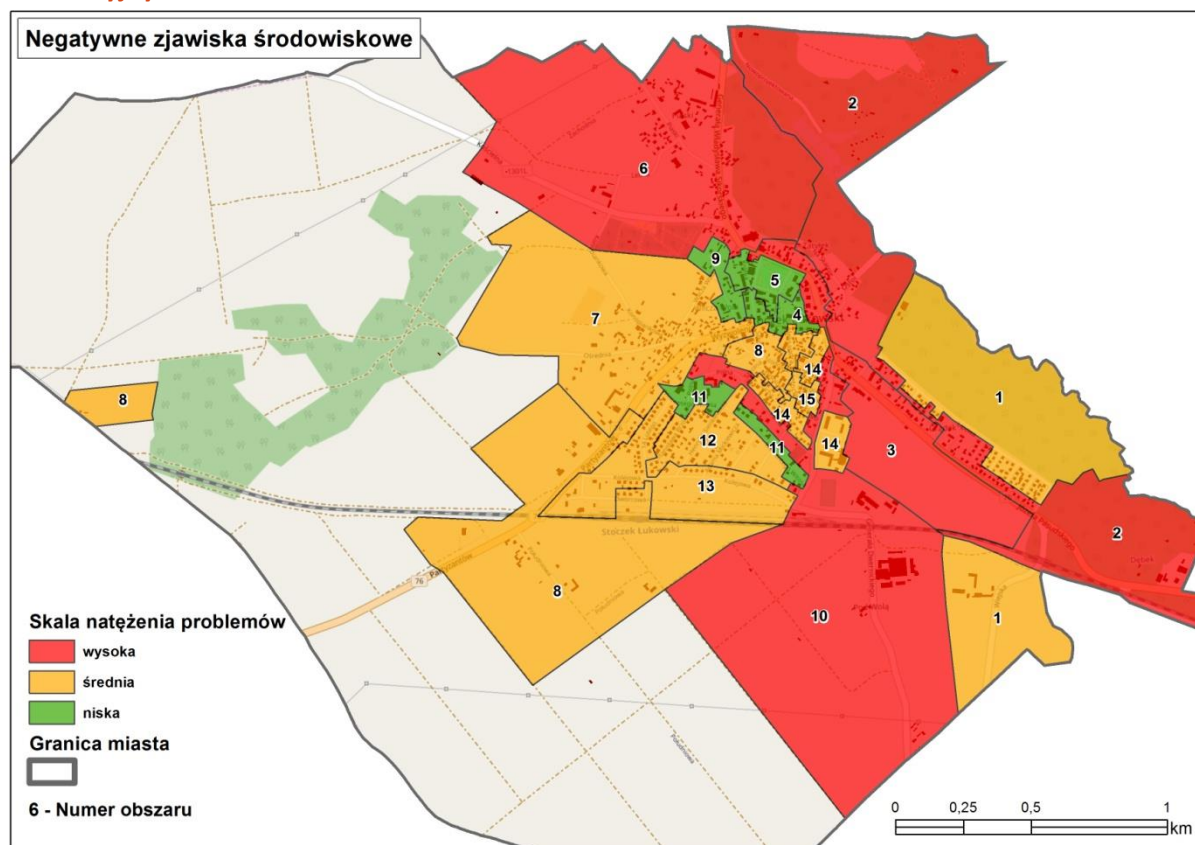 Negatywne zjawiska środowiskowe
2
6
9
5
4
7
8
14
15
1
8
11
14
12
11
14
3
13
2
Stoczek Łukowski
76
8
10
1
Skala natężenia problemów
wysoka
średnia
niska
Granica miasta
6 - Numer obszaru
0 0,25 0,5 1
km